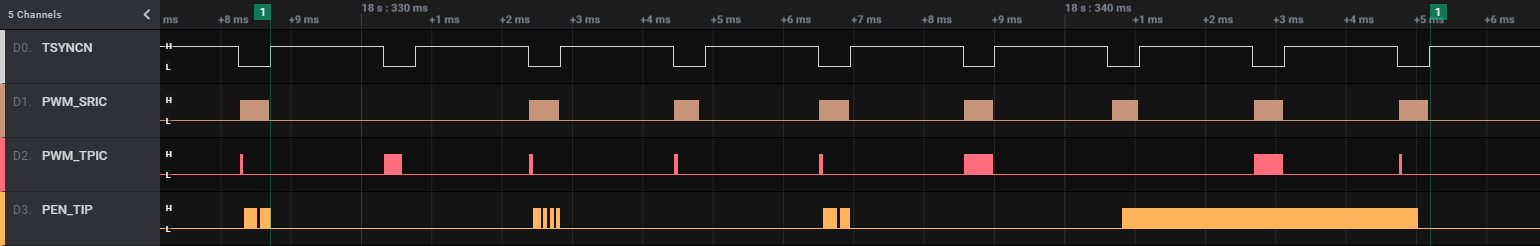 5 Channels
ms +8 ms 1 +9 ms 18 s : 330 ms +1 ms +2 ms +3 ms +4 ms +5 ms +6 ms +7 ms +8 ms +9 ms 18 s : 340 ms +1 ms +2 ms +3 ms +4 ms +5 ms 1 +6 ms
D0. TSYNCN H L
D1. PWM_SRIC H L
D2. PWM_TPIC H L
D3. PEN_TIP H L